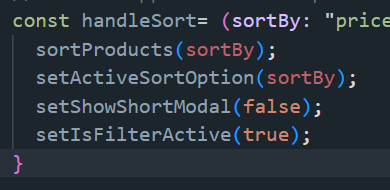 const handleSort= (sortBy: "price
sortProducts(sortBy);
setActiveSortOption(sortBy);
setShowShortModal(false);
setIsFilterActive(true);
}